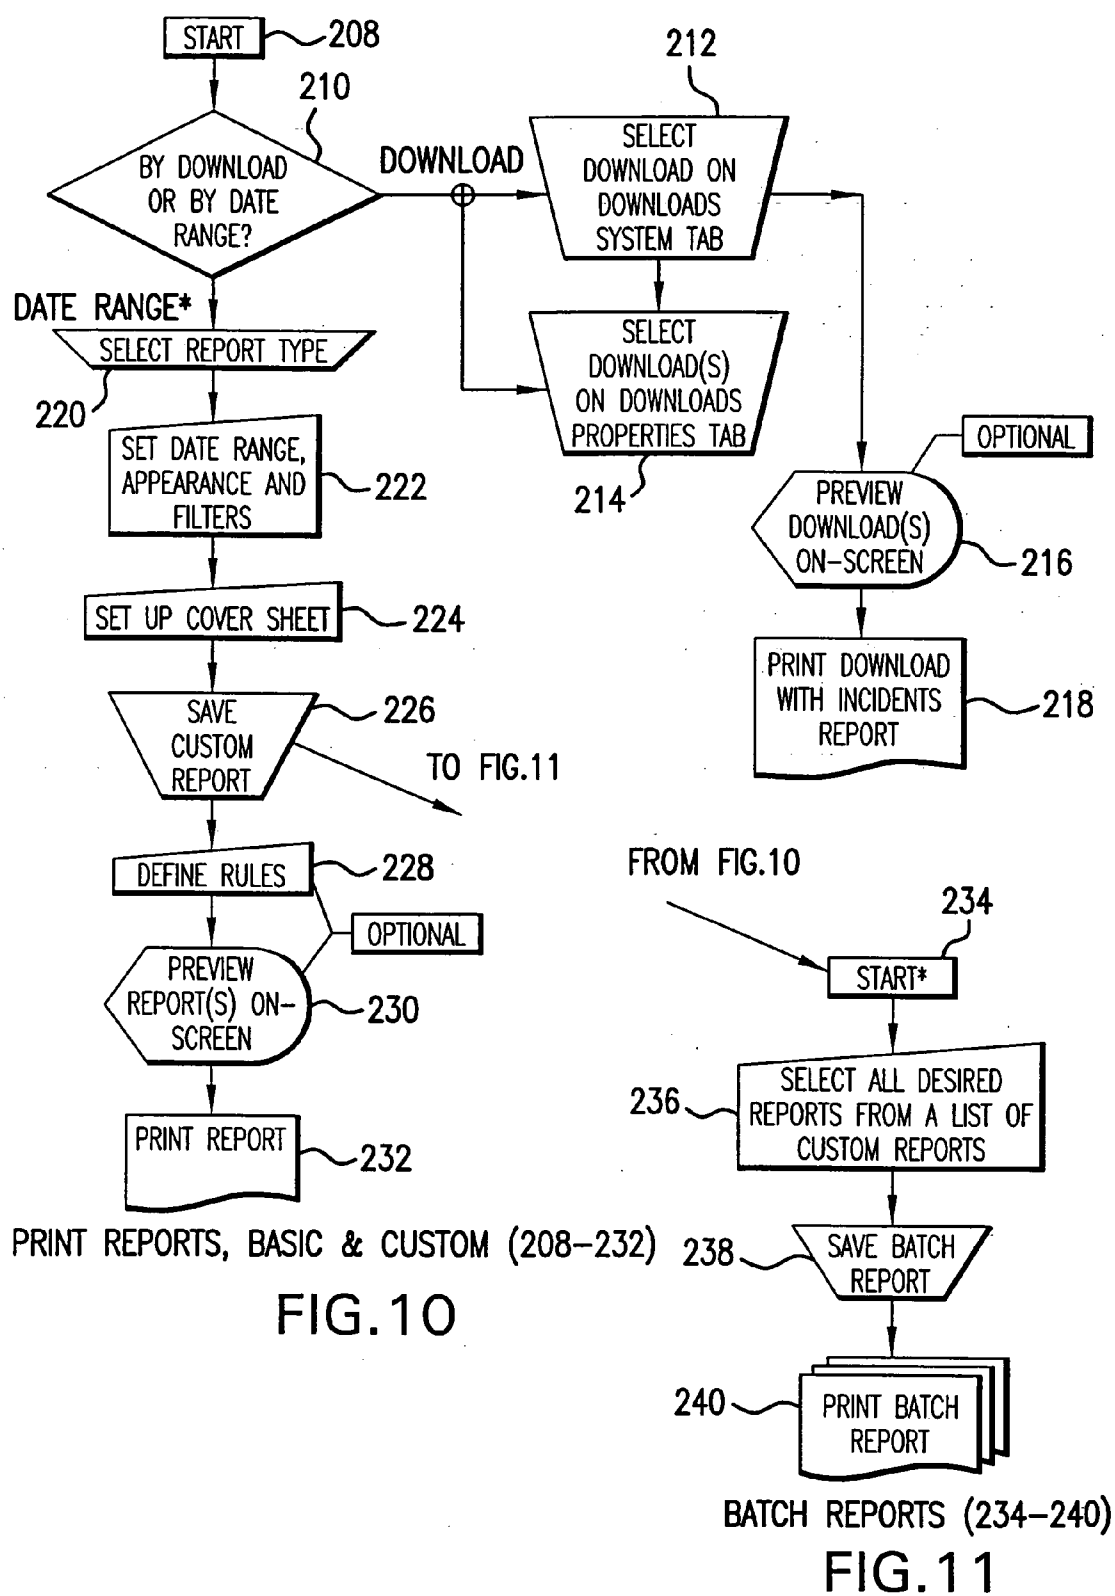 START
208
210
BY DOWNLOAD
OR BY DATE
RANGE?
DOWNLOAD
212
SELECT
DOWNLOAD ON
DOWNLOADS
SYSTEM TAB
DATE RANGE*
SELECT REPORT TYPE
220
SELECT
DOWNLOAD(S)
ON DOWNLOADS
PROPERTIES TAB
214
SET DATE RANGE,
APPEARANCE AND
FILTERS
222
OPTIONAL
PREVIEW
DOWNLOAD(S)
ON-SCREEN
216
SET UP COVER SHEET
224
PRINT DOWNLOAD
WITH INCIDENTS
REPORT
218
SAVE
CUSTOM
REPORT
226
TO FIG.11
DEFINE RULES
228
OPTIONAL
PREVIEW
REPORT(S) ON-
SCREEN
230
PRINT REPORT
232
PRINT REPORTS, BASIC & CUSTOM (208-232)
FIG.10
FROM FIG.10
234
START*
236
SELECT ALL DESIRED
REPORTS FROM A LIST OF
CUSTOM REPORTS
238
SAVE BATCH
REPORT
240
PRINT BATCH
REPORT
BATCH REPORTS (234-240)
FIG.11